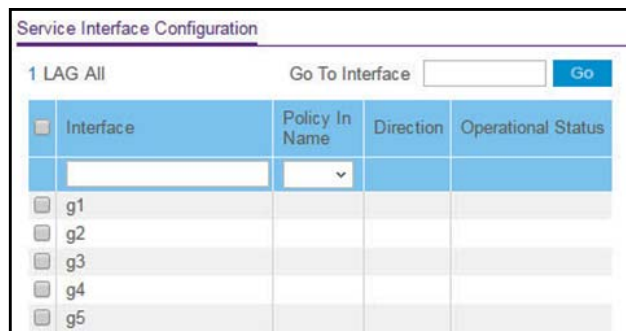 Service Interface Configuration
1 LAG All Go To Interface Go
Interface Policy In Name Direction Operational Status
g1
g2
g3
g4
g5